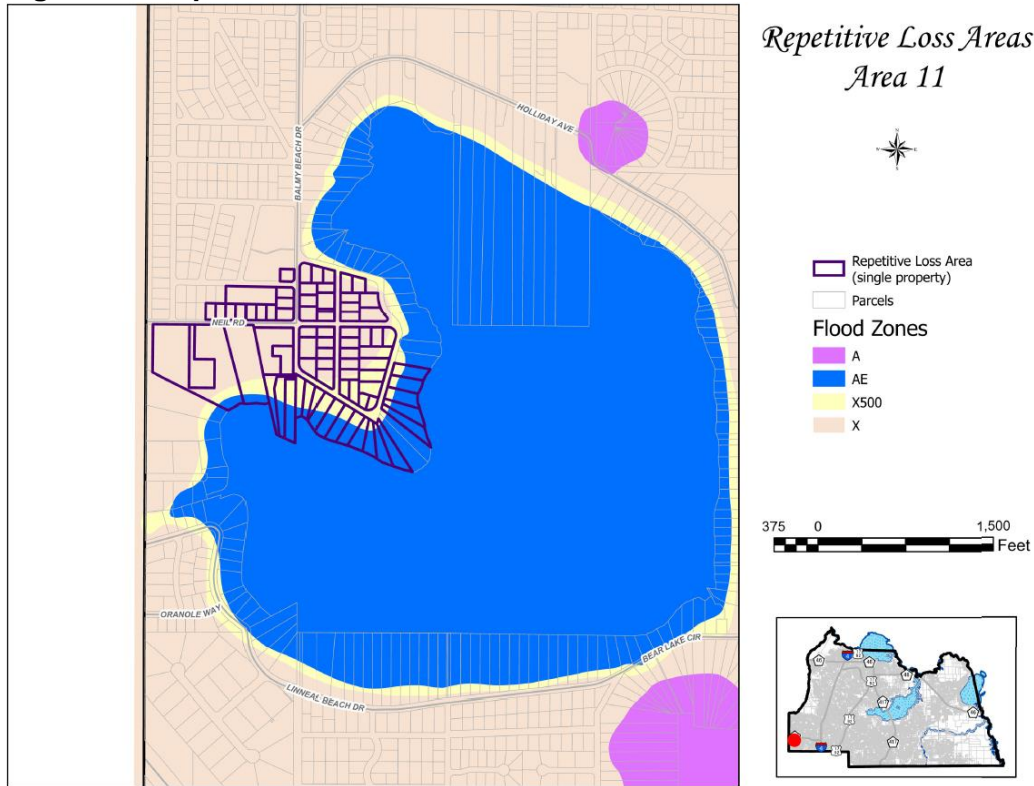 Repetitive Loss Areas
Area 11
N
W
E
S
HOLLIDAY AVE
BALMY BEACH DR
NEIL RD
ORANOLE WAY
LINNEAL BEACH DR
BEAR LAKE CIR
Repetitive Loss Area
(single property)
Parcels
Flood Zones
A
AE
X500
X
375 0 1,500
Feet